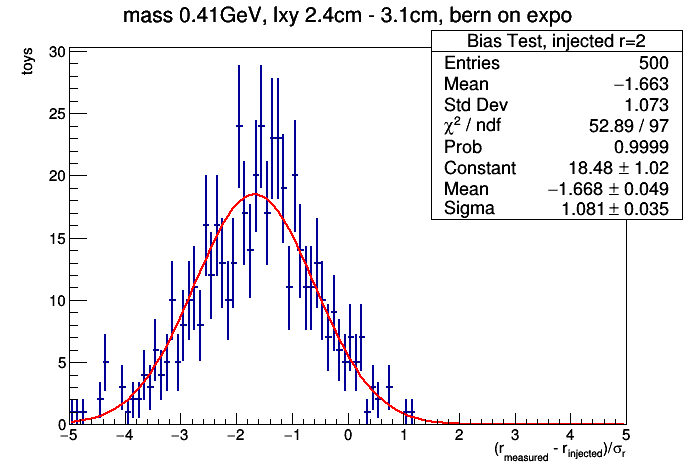 mass 0.41GeV, lxy 2.4cm - 3.1cm, bern on expo
toys
Bias Test, injected r=2
Entries 500
Mean −1.663
Std Dev 1.073
χ² / ndf 52.89 / 97
Prob 0.9999
Constant 18.48 ± 1.02
Mean −1.668 ± 0.049
Sigma 1.081 ± 0.035
30
25
20
15
10
5
0
−5 −4 −3 −2 −1 0 1 2 3 4 5
(r_measured - r_injected)/σ_r